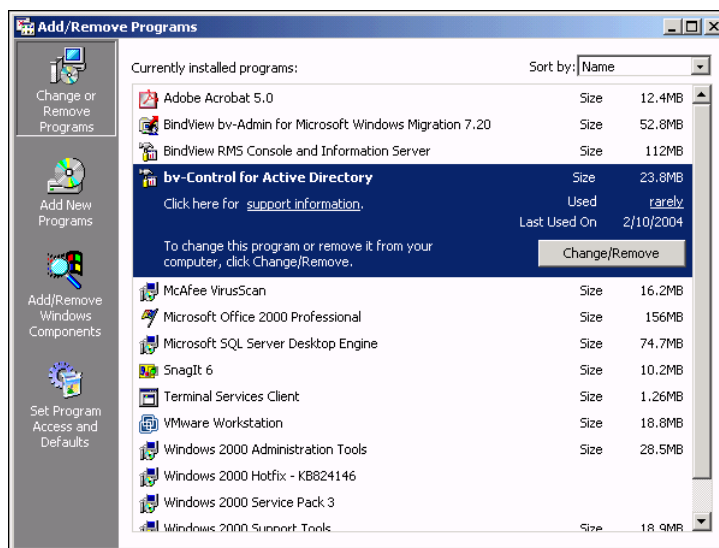 Add/Remove Programs
Change or
Remove
Programs
Add New
Programs
Add/Remove
Windows
Components
Set Program
Access and
Defaults
Currently installed programs:
Sort by: Name
Adobe Acrobat 5.0 Size 12.4MB
BindView bv-Admin for Microsoft Windows Migration 7.20 Size 52.8MB
BindView RMS Console and Information Server Size 112MB
bv-Control for Active Directory Size 23.8MB
Click here for support information. Used rarely
Last Used On 2/10/2004
To change this program or remove it from your
computer, click Change/Remove.
Change/Remove
McAfee VirusScan Size 16.2MB
Microsoft Office 2000 Professional Size 156MB
Microsoft SQL Server Desktop Engine Size 74.7MB
SnagIt 6 Size 10.2MB
Terminal Services Client Size 1.26MB
VMware Workstation Size 18.8MB
Windows 2000 Administration Tools Size 28.5MB
Windows 2000 Hotfix - KB824146
Windows 2000 Service Pack 3
Windows 2000 Support Tools Size 18.9MB